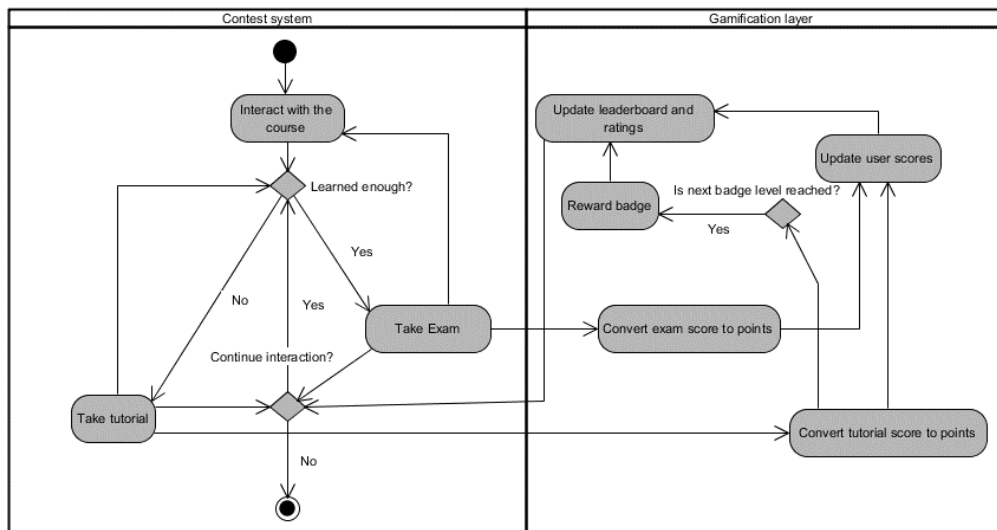 Contest system
Gamification layer
Interact with the
course
Update leaderboard and
ratings
Update user scores
Learned enough?
Is next badge level reached?
Reward badge
Yes
Yes
No
Yes
Take Exam
Convert exam score to points
Continue interaction?
Take tutorial
Convert tutorial score to points
No